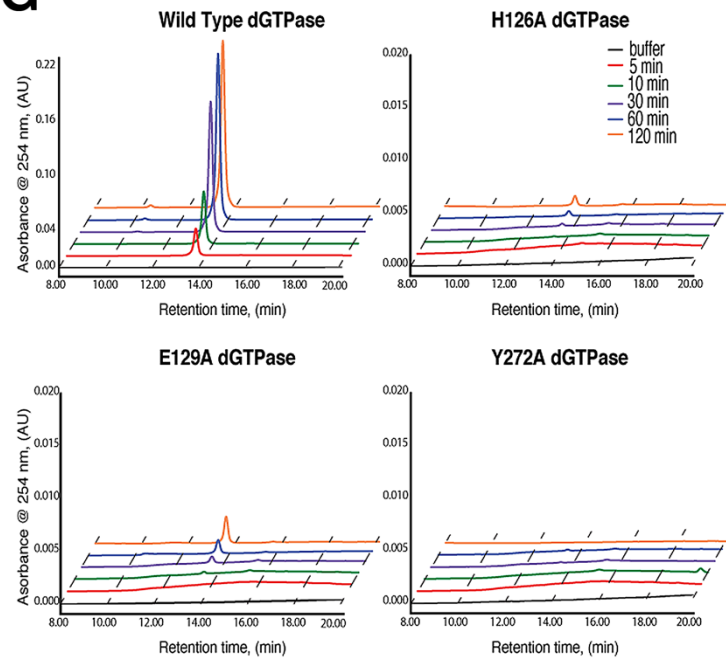 Wild Type dGTPase
Asorbance @ 254 nm, (AU)
0.22
0.16
0.10
0.04
0.00
8.00 10.00 12.00 14.00 16.00 18.00 20.00
Retention time, (min)
H126A dGTPase
buffer
5 min
10 min
30 min
60 min
120 min
0.020
0.015
0.010
0.005
0.000
8.00 10.00 12.00 14.00 16.00 18.00 20.00
Retention time, (min)
E129A dGTPase
Asorbance @ 254 nm, (AU)
0.020
0.015
0.010
0.005
0.000
8.00 10.00 12.00 14.00 16.00 18.00 20.00
Retention time, (min)
Y272A dGTPase
0.020
0.015
0.010
0.005
0.000
8.00 10.00 12.00 14.00 16.00 18.00 20.00
Retention time, (min)